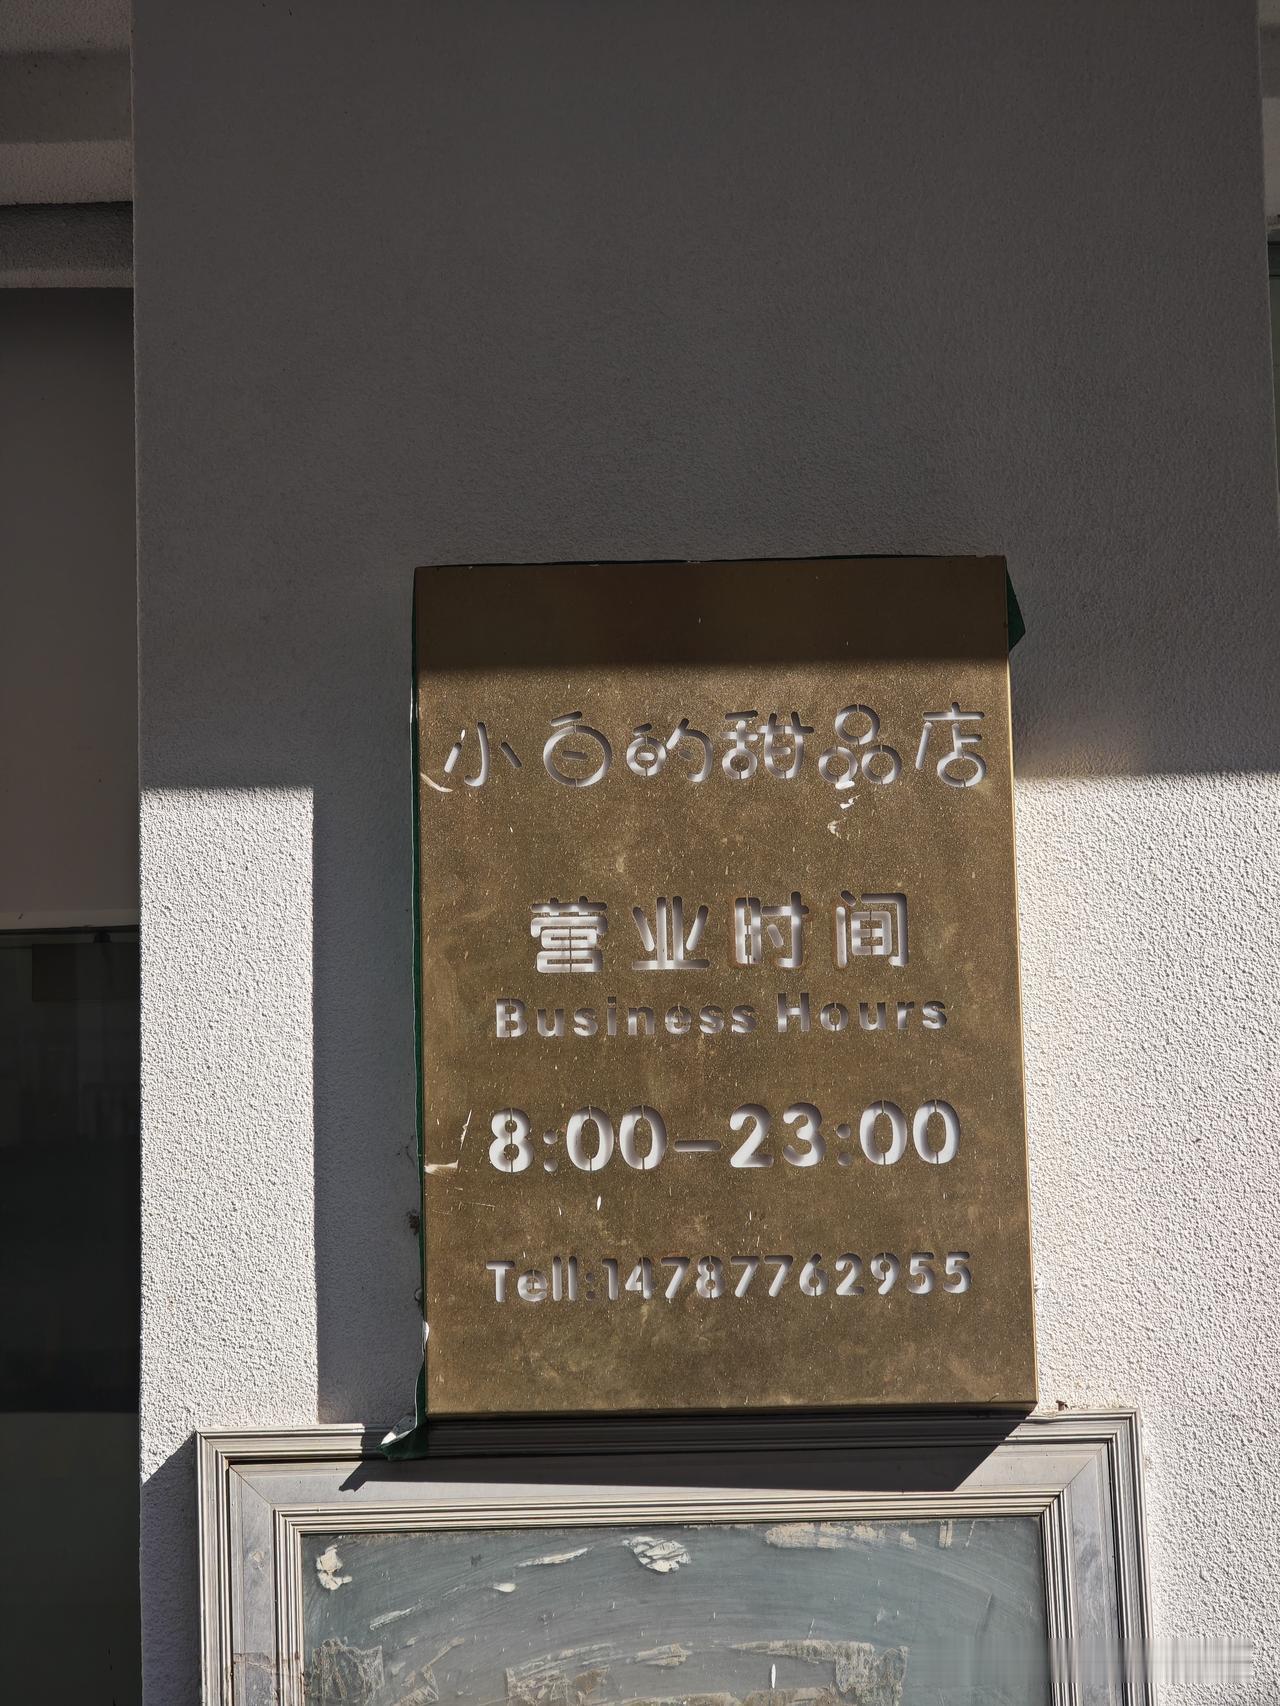 小白的甜品店
营业时间
Business Hours
8:00-23:00
Tell:14787762955